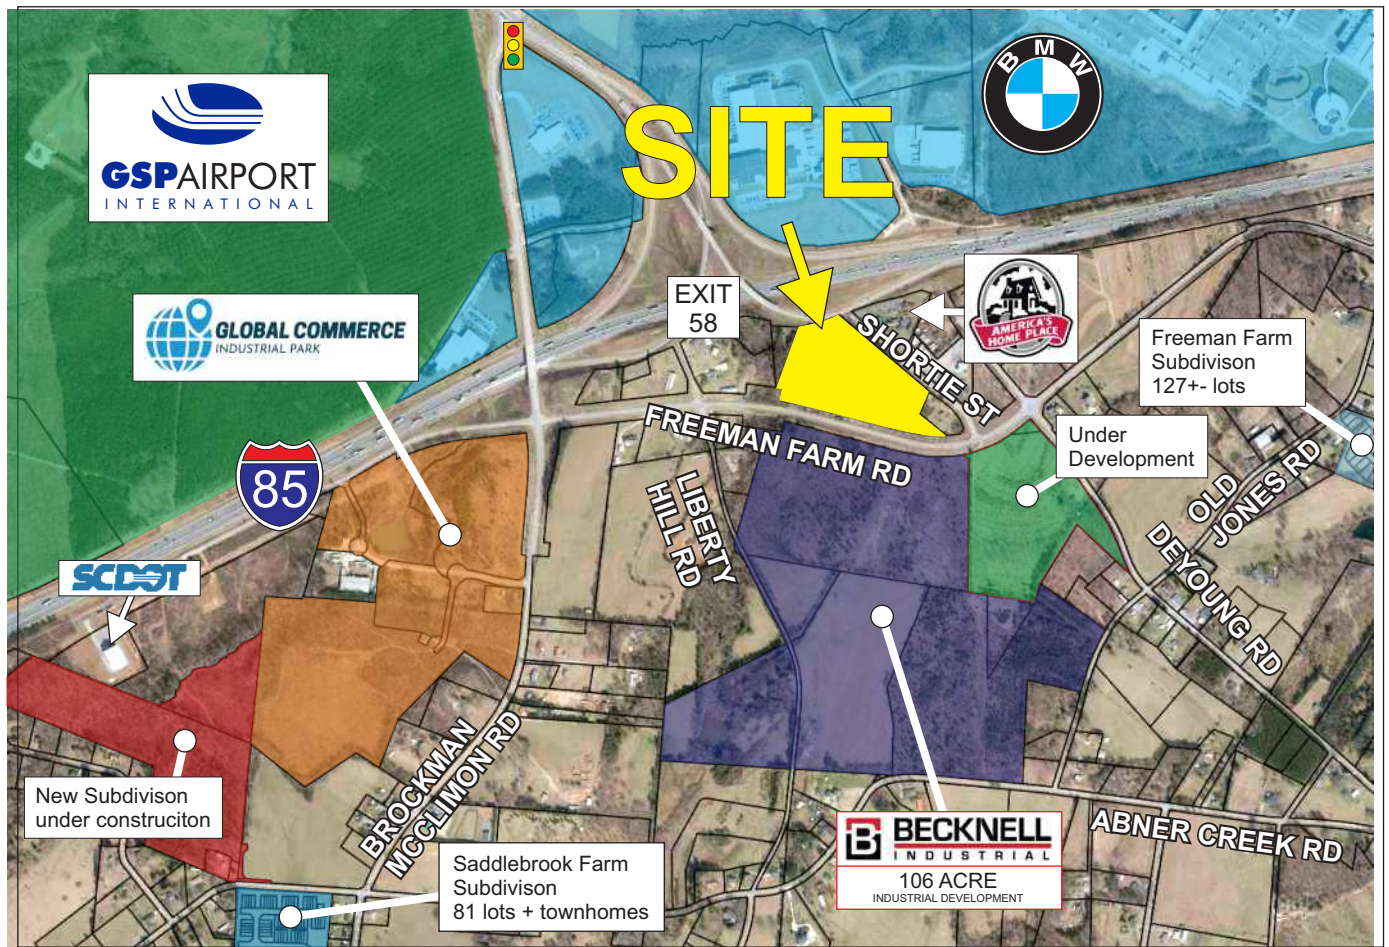 BMW
SITE
GSPAIRPORT
INTERNATIONAL
EXIT
58
GLOBAL COMMERCE
INDUSTRIAL PARK
AMERICA'S
HOME PLACE
SHORTIE ST
Freeman Farm
Subdivison
127+- lots
FREEMAN FARM RD
Under
Development
85
LIBERTY
HILL RD
OLD
JONES RD
DEYOUNG RD
SCDOT
BROCKMAN
MCCLIMON RD
New Subdivison
under construciton
BECKNELL
INDUSTRIAL
106 ACRE
INDUSTRIAL DEVELOPMENT
ABNER CREEK RD
Saddlebrook Farm
Subdivison
81 lots + townhomes